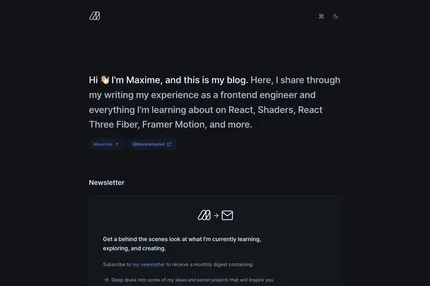 Hi 👋🏻 I'm Maxime, and this is my blog. Here, I share through
my writing my experience as a frontend engineer and
everything I'm learning about on React, Shaders, React
Three Fiber, Framer Motion, and more.
About me
@MaximeHeckel
Newsletter
Get a behind the scenes look at what I'm currently learning,
exploring, and creating.
Subscribe to my newsletter to receive a monthly digest containing:
Deep dives into some of my ideas and secret projects that will inspire you